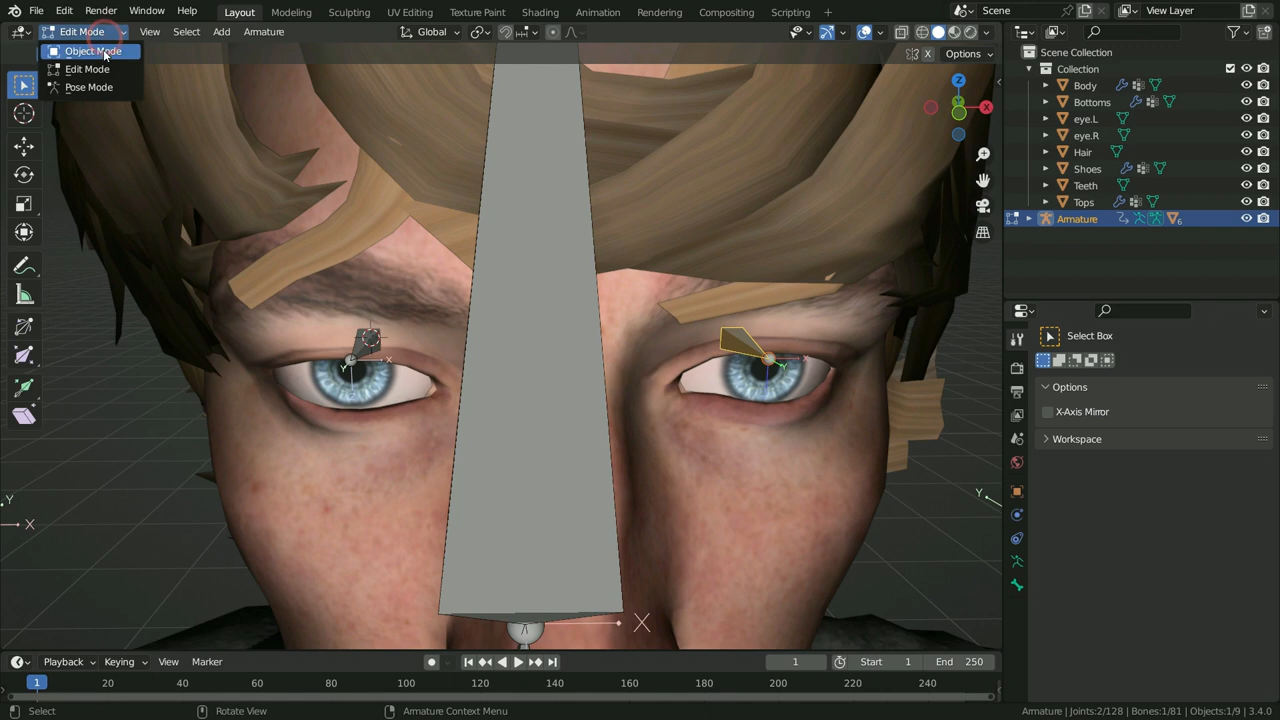 File Edit Render Window Help Layout Modeling Sculpting UV Editing Texture Paint Shading Animation Rendering Compositing Scripting + Scene View Layer
Edit Mode View Select Add Armature Global
Object Mode
Edit Mode
Pose Mode
X Options
Z
Y
X
Y
X
X
Y
X
Y
Y
X
Scene Collection
Collection
Body
Bottoms
eye.L
eye.R
Hair
Shoes
Teeth
Tops
Armature 6
Select Box
Options
X-Axis Mirror
Workspace
Playback Keying View Marker 1 Start 1 End 250
1 20 40 60 80 100 120 140 160 180 200 220 240
Select Rotate View Armature Context Menu Armature | Joints:2/128 | Bones:1/81 | Objects:1/9 | 3.4.0